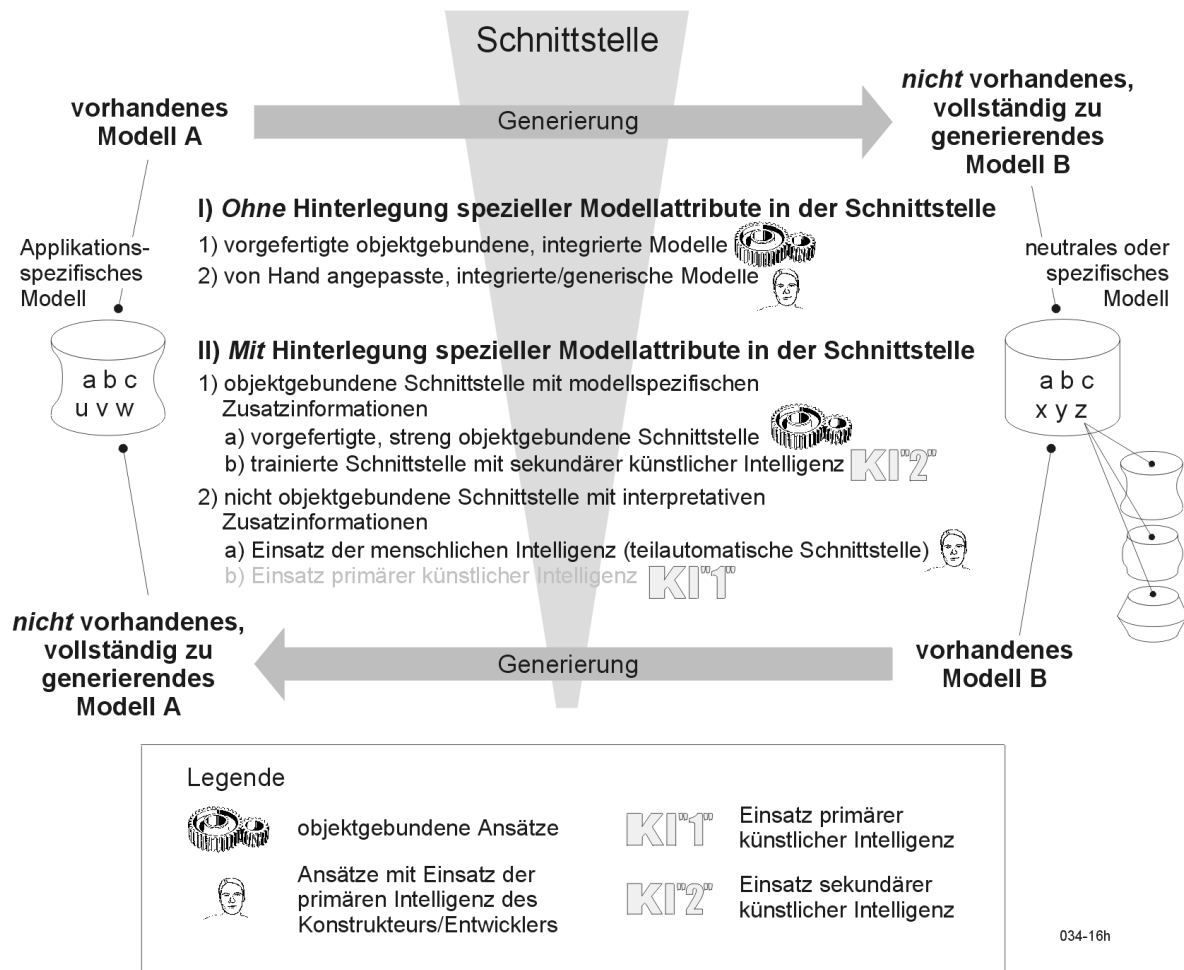 Schnittstelle
vorhandenes
Modell A
Generierung
nicht vorhandenes,
vollständig zu
generierendes
Modell B
I) Ohne Hinterlegung spezieller Modellattribute in der Schnittstelle
1) vorgefertigte objektgebundene, integrierte Modelle
2) von Hand angepasste, integrierte/generische Modelle
Applikations-
spezifisches
Modell
neutrales oder
spezifisches
Modell
a b c
u v w
a b c
x y z
II) Mit Hinterlegung spezieller Modellattribute in der Schnittstelle
1) objektgebundene Schnittstelle mit modellspezifischen
Zusatzinformationen
a) vorgefertigte, streng objektgebundene Schnittstelle
b) trainierte Schnittstelle mit sekundärer künstlicher Intelligenz KI"2"
2) nicht objektgebundene Schnittstelle mit interpretativen
Zusatzinformationen
a) Einsatz der menschlichen Intelligenz (teilautomatische Schnittstelle)
b) Einsatz primärer künstlicher Intelligenz KI"1"
nicht vorhandenes,
vollständig zu
generierendes
Modell A
Generierung
vorhandenes
Modell B
Legende
objektgebundene Ansätze
Ansätze mit Einsatz der
primären Intelligenz des
Konstrukteurs/Entwicklers
KI"1"
Einsatz primärer
künstlicher Intelligenz
KI"2"
Einsatz sekundärer
künstlicher Intelligenz
034-16h